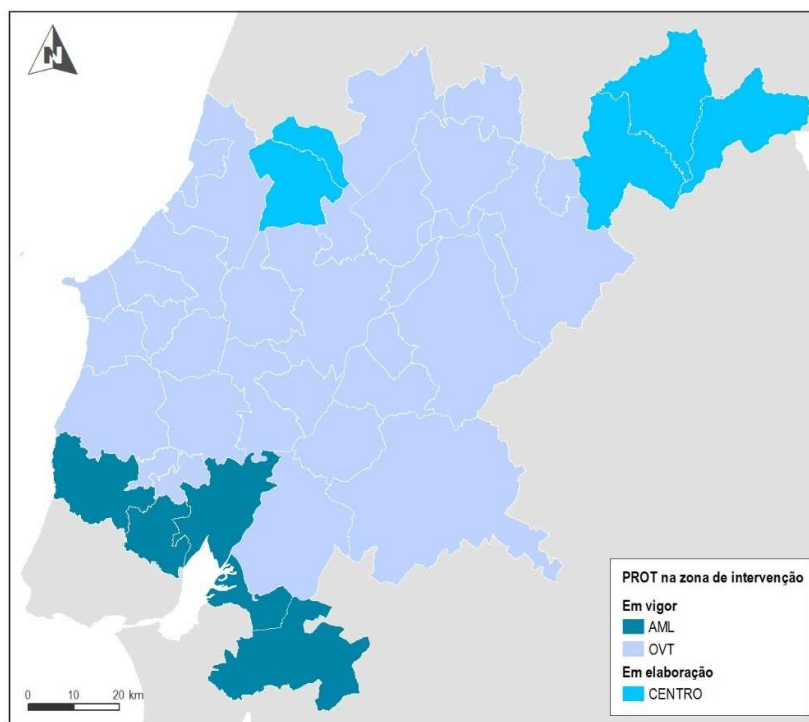 N
PROT na zona de intervenção
Em vigor
AML
OVT
Em elaboração
CENTRO
0 10 20 km